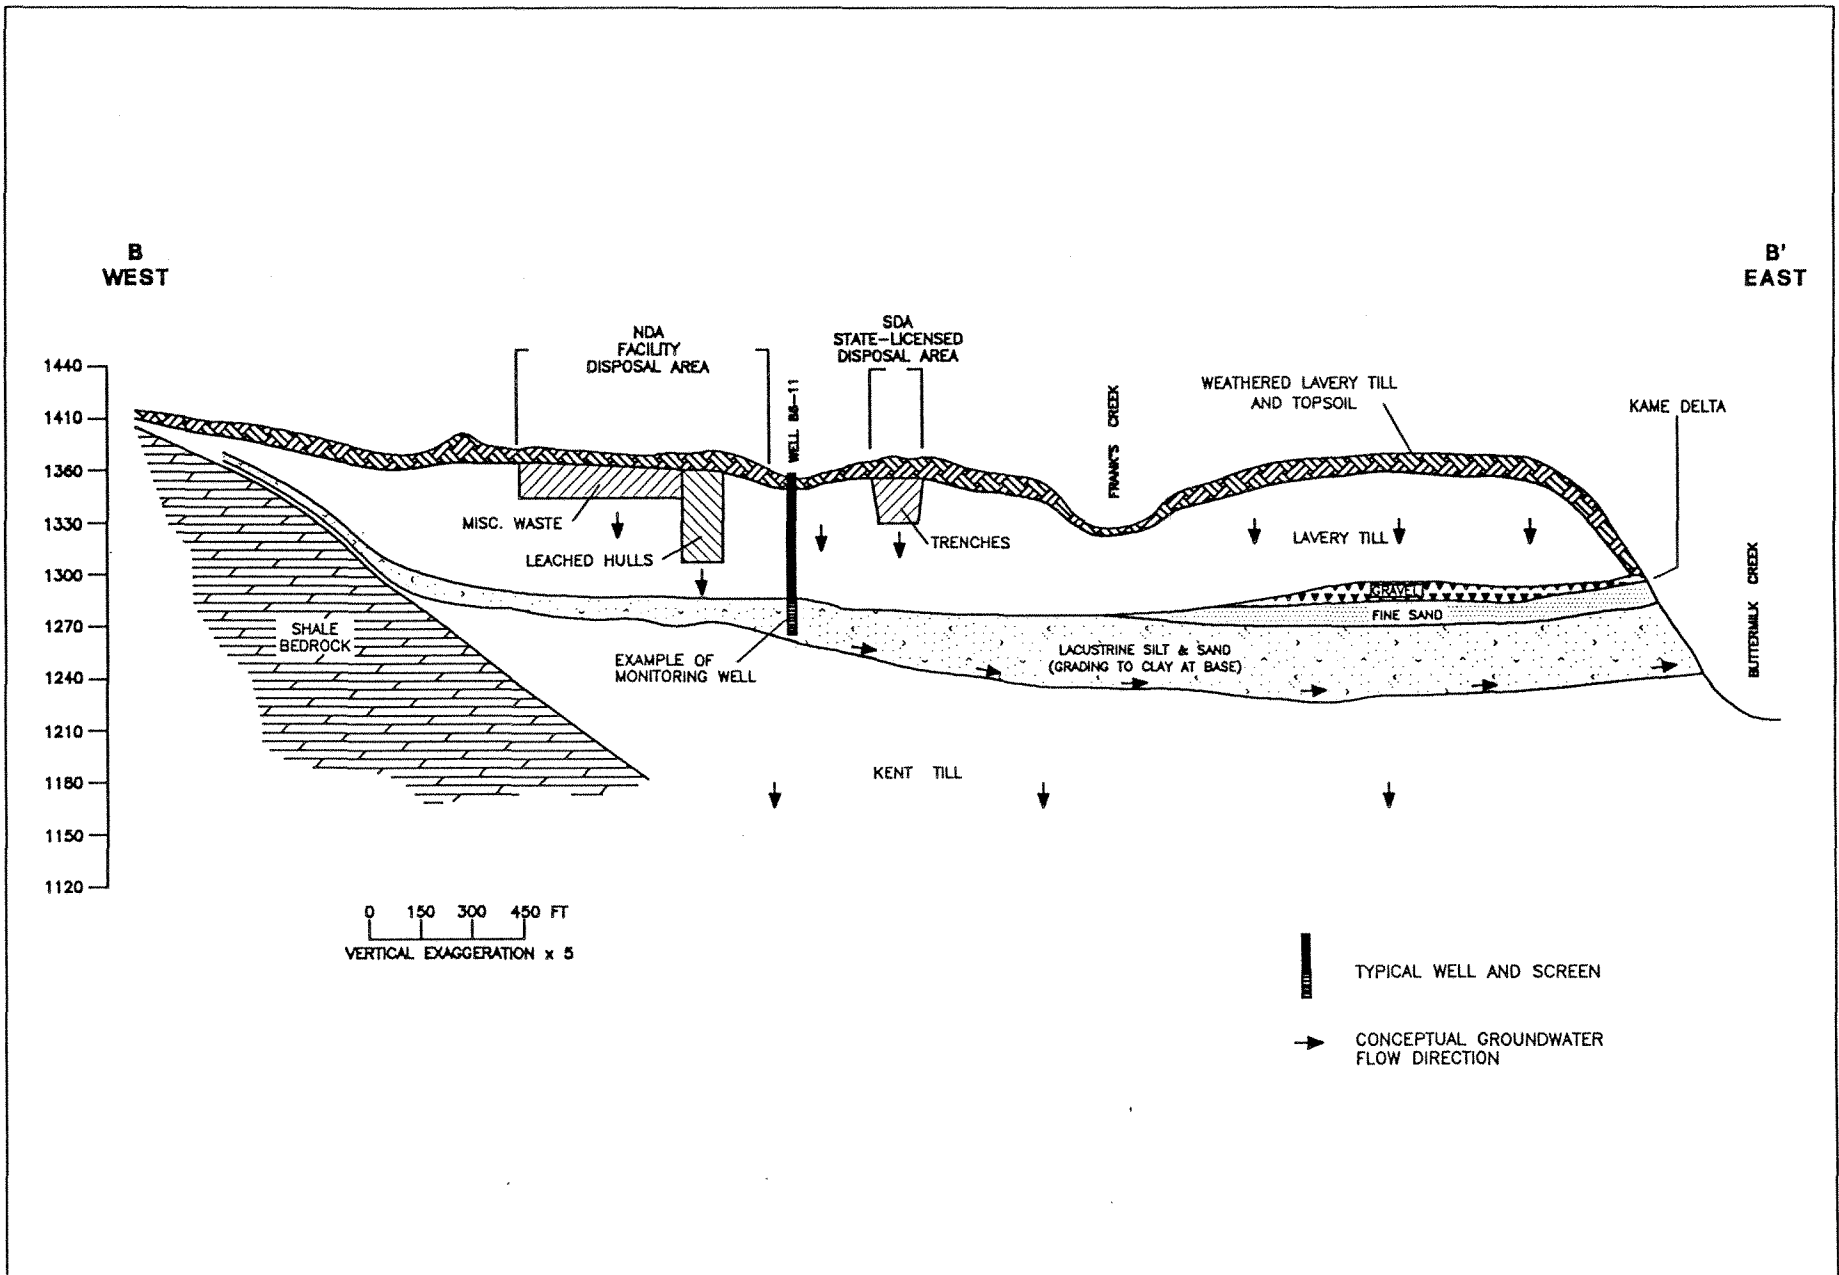 B
WEST
B'
EAST
NDA
FACILITY
DISPOSAL AREA
SDA
STATE-LICENSED
DISPOSAL AREA
WELL 86-11
FRANK'S CREEK
WEATHERED LAVERY TILL
AND TOPSOIL
KAME DELTA
BUTTERMILK CREEK
1440
1410
1360
1330
1300
1270
1240
1210
1180
1150
1120
MISC. WASTE
LEACHED HULLS
TRENCHES
LAVERY TILL
GRAVEL
FINE SAND
SHALE
BEDROCK
EXAMPLE OF
MONITORING WELL
LACUSTRINE SILT & SAND
(GRADING TO CLAY AT BASE)
KENT TILL
0 150 300 450 FT
VERTICAL EXAGGERATION x 5
TYPICAL WELL AND SCREEN
CONCEPTUAL GROUNDWATER
FLOW DIRECTION